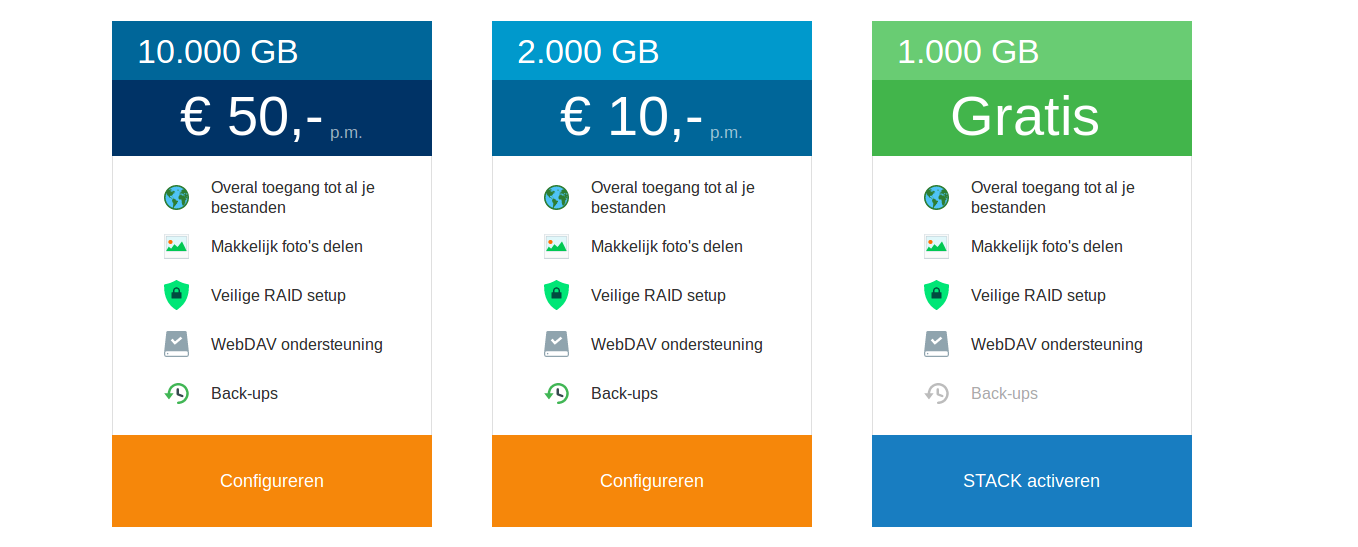 10.000 GB
€ 50,- p.m.
Overal toegang tot al je
bestanden
Makkelijk foto's delen
Veilige RAID setup
WebDAV ondersteuning
Back-ups
Configureren
2.000 GB
€ 10,- p.m.
Overal toegang tot al je
bestanden
Makkelijk foto's delen
Veilige RAID setup
WebDAV ondersteuning
Back-ups
Configureren
1.000 GB
Gratis
Overal toegang tot al je
bestanden
Makkelijk foto's delen
Veilige RAID setup
WebDAV ondersteuning
Back-ups
STACK activeren